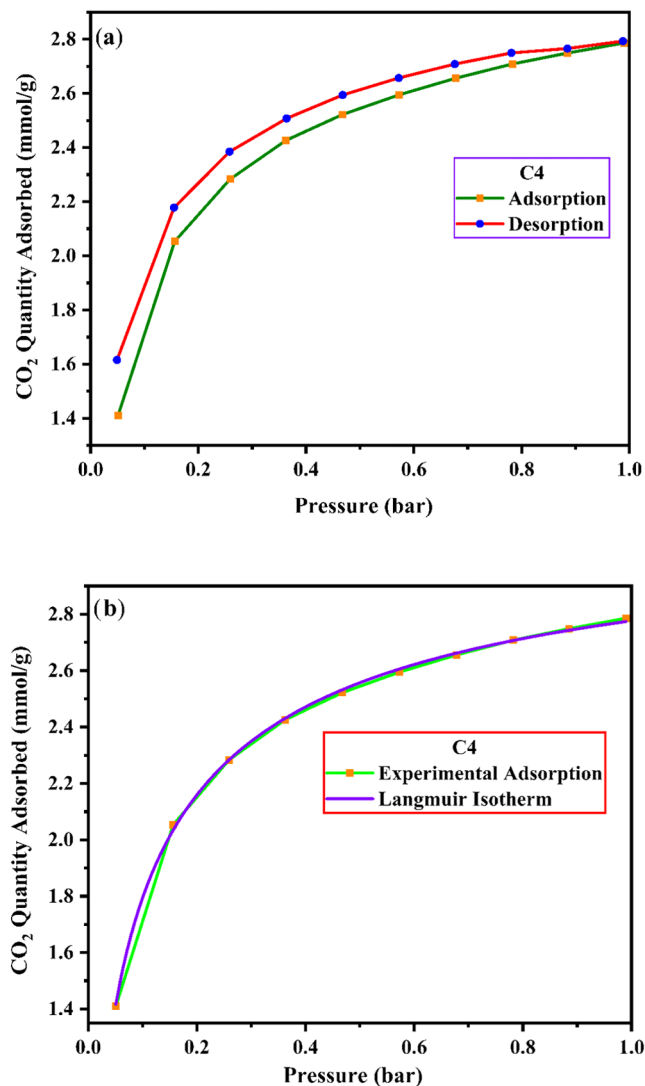 (a)
2.8
2.6
2.4
2.2
2.0
1.8
1.6
1.4
CO₂ Quantity Adsorbed (mmol/g)
C4
Adsorption
Desorption
0.0 0.2 0.4 0.6 0.8 1.0
Pressure (bar)
(b)
2.8
2.6
2.4
2.2
2.0
1.8
1.6
1.4
CO₂ Quantity Adsorbed (mmol/g)
C4
Experimental Adsorption
Langmuir Isotherm
0.0 0.2 0.4 0.6 0.8 1.0
Pressure (bar)